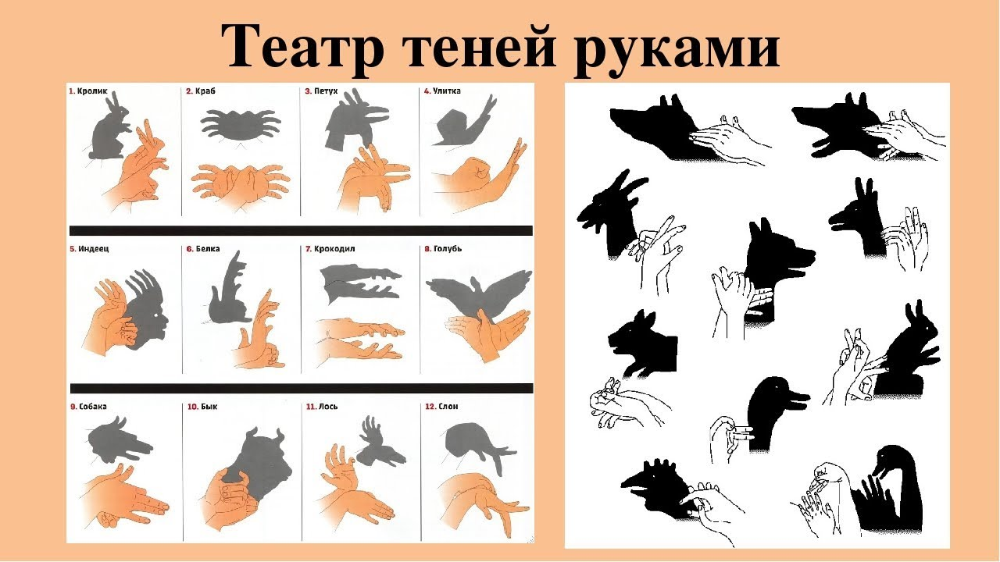 Театр теней руками
1. Кролик
2. Краб
3. Петух
4. Улитка
5. Индеец
6. Белка
7. Крокодил
8. Голубь
9. Собака
10. Бык
11. Лось
12. Слон